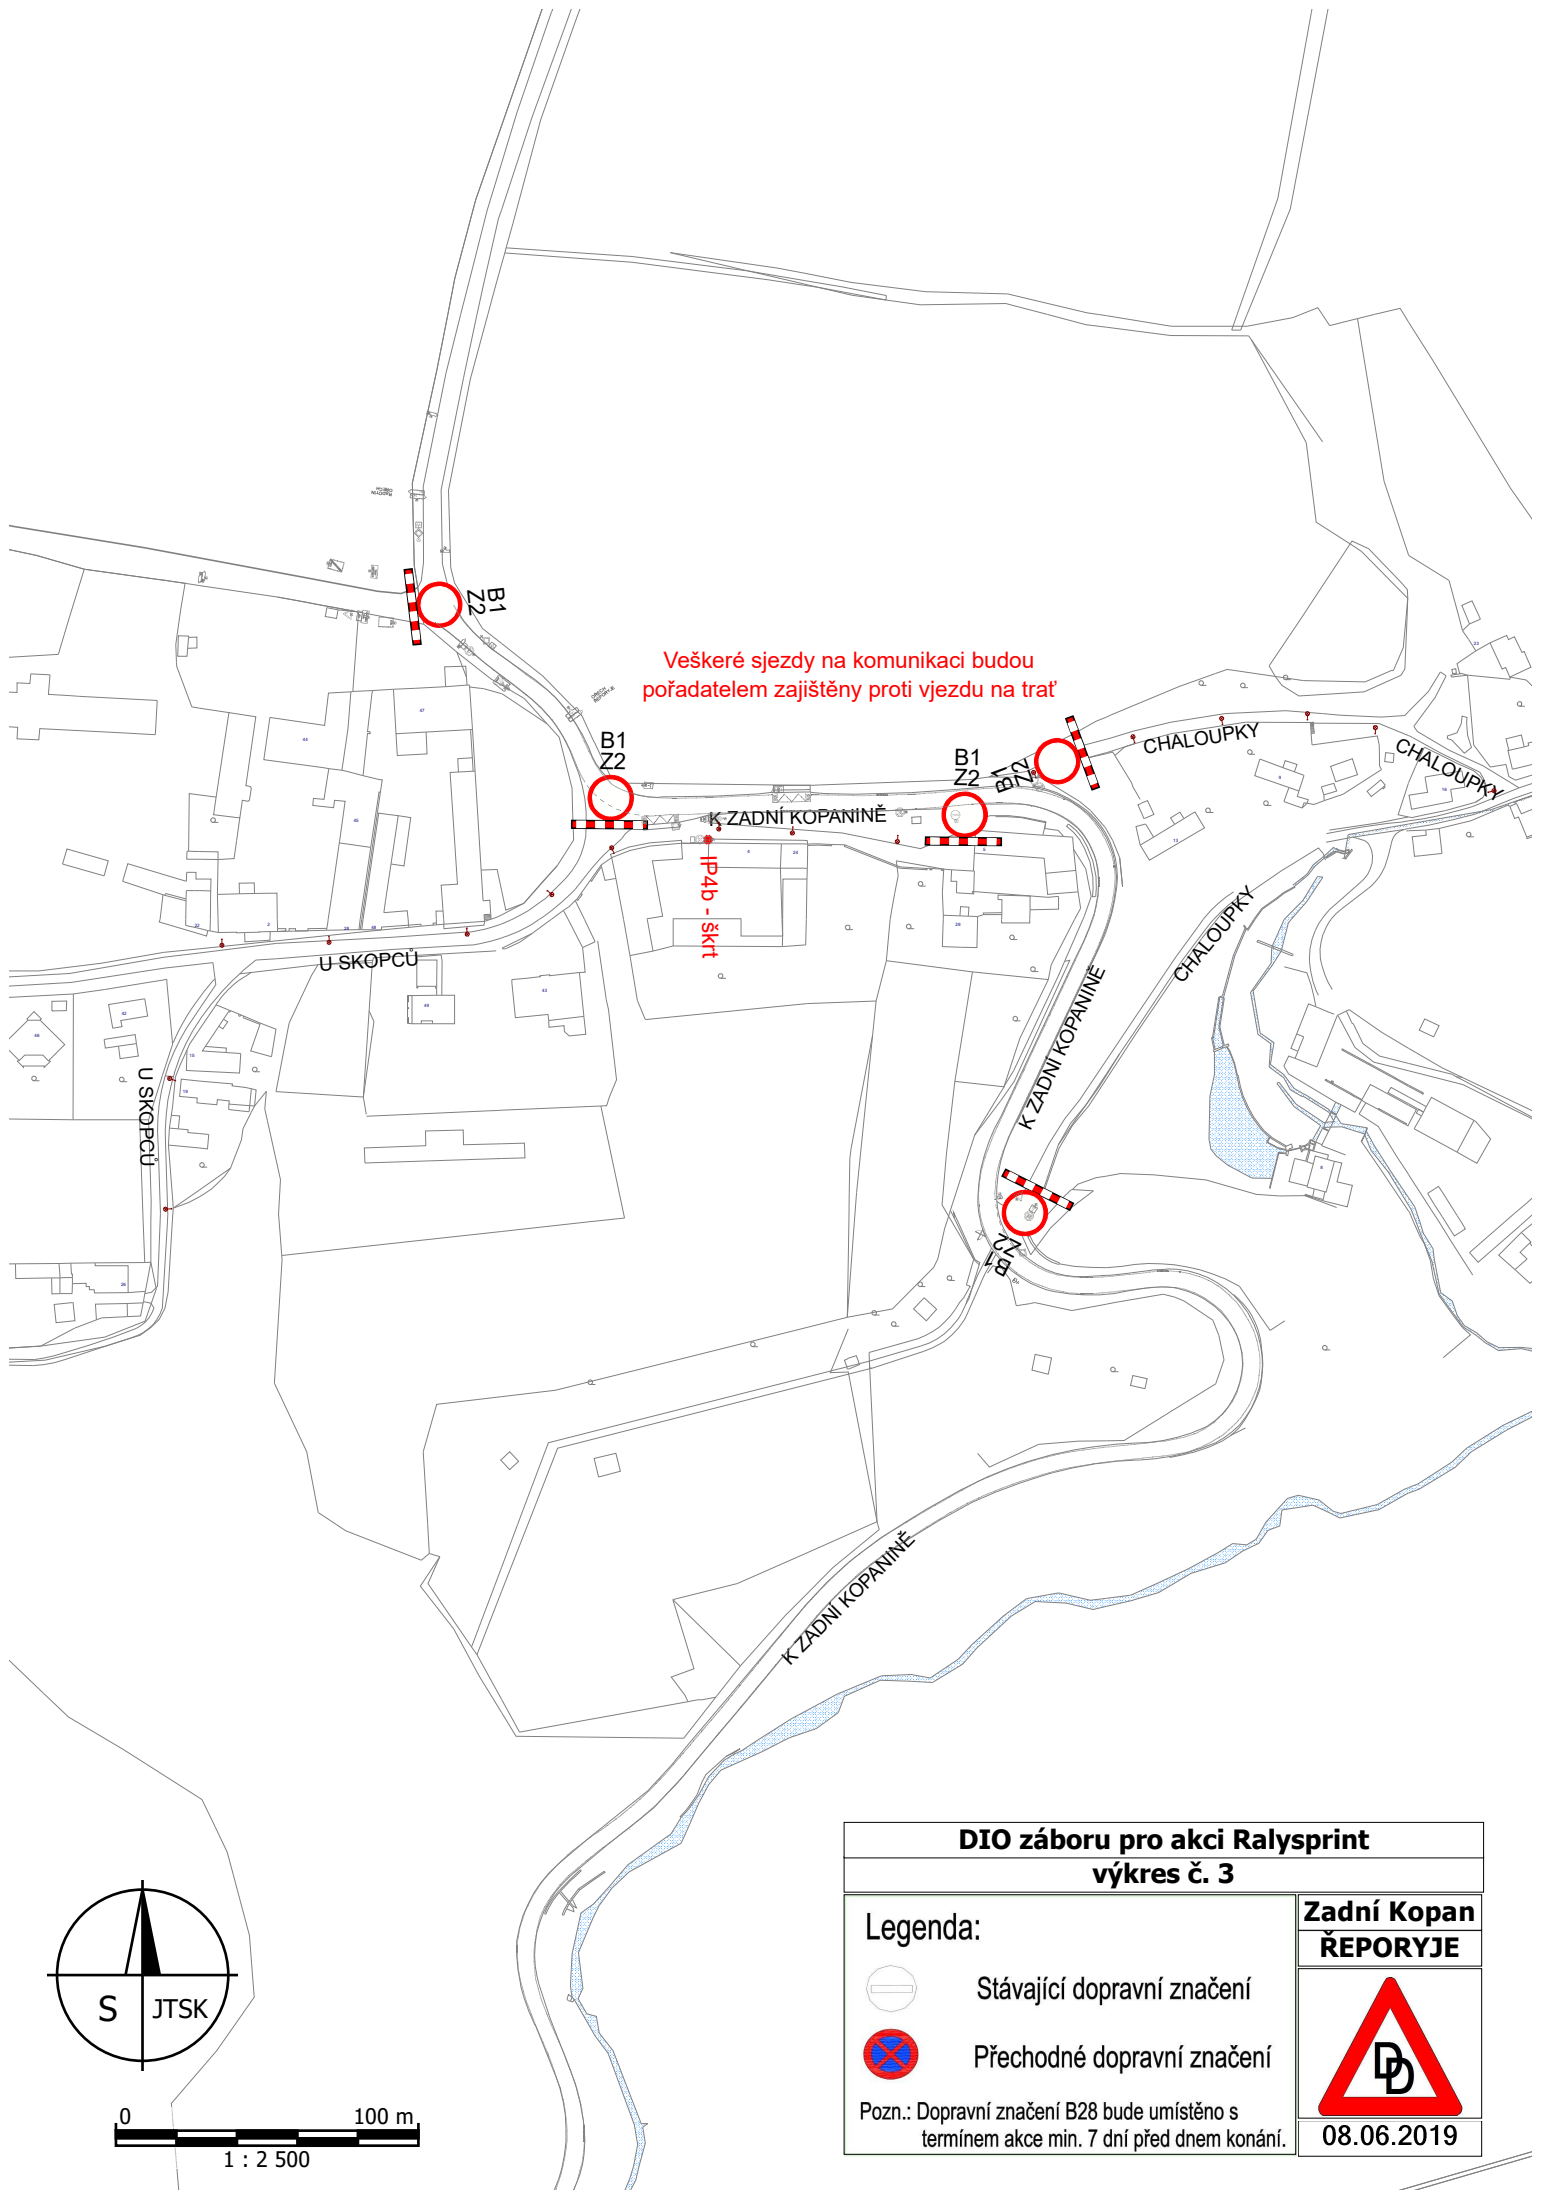 B1
Z2
Veškeré sjezdy na komunikaci budou
pořadatelem zajištěny proti vjezdu na trať
B1
Z2
B1
Z2
B1
Z2
CHALOUPKY
CHALOUPKY
K ZADNÍ KOPANINĚ
IP4b - škrt
CHALOUPKY
U SKOPCŮ
K ZADNÍ KOPANINĚ
U SKOPCŮ
B1
Z2
K ZADNÍ KOPANINĚ
DIO záboru pro akci Ralysprint
výkres č. 3
Legenda:
Stávající dopravní značení
Přechodné dopravní značení
Pozn.: Dopravní značení B28 bude umístěno s
termínem akce min. 7 dní před dnem konání.
Zadní Kopan
ŘEPORYJE
DD
08.06.2019
S JTSK
0 100 m
1 : 2 500